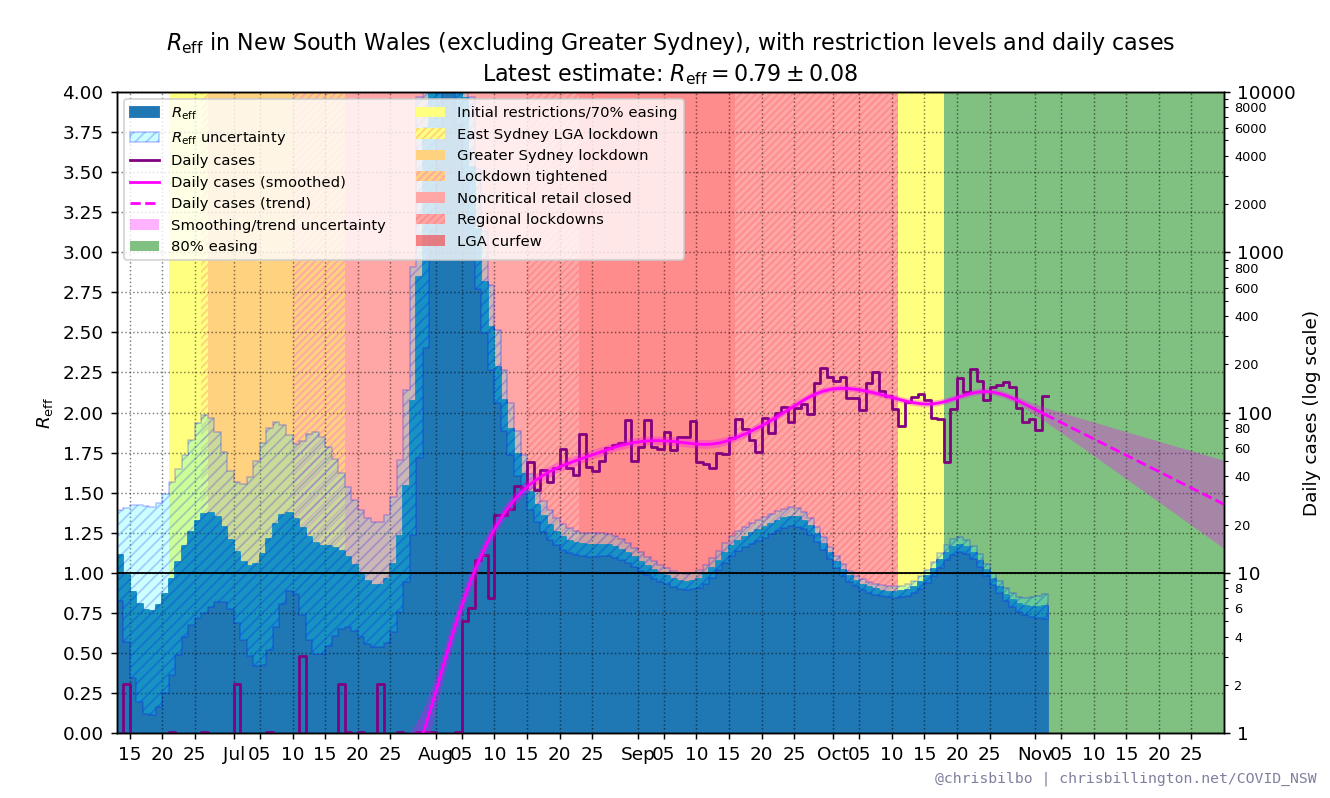 R_eff in New South Wales (excluding Greater Sydney), with restriction levels and daily cases
Latest estimate: R_eff = 0.79 ± 0.08
R_eff
R_eff uncertainty
Daily cases
Daily cases (smoothed)
Daily cases (trend)
Smoothing/trend uncertainty
80% easing
Initial restrictions/70% easing
East Sydney LGA lockdown
Greater Sydney lockdown
Lockdown tightened
Noncritical retail closed
Regional lockdowns
LGA curfew
R_eff
4.00
3.75
3.50
3.25
3.00
2.75
2.50
2.25
2.00
1.75
1.50
1.25
1.00
0.75
0.50
0.25
0.00
10000
8000
6000
4000
2000
1000
800
600
400
200
100
80
60
40
20
10
8
6
4
2
1
Daily cases (log scale)
15 20 25 Jul 05 10 15 20 25 Aug 05 10 15 20 25 Sep 05 10 15 20 25 Oct 05 10 15 20 25 Nov 05 10 15 20 25
@chrisbilbo | chrisbillington.net/COVID_NSW